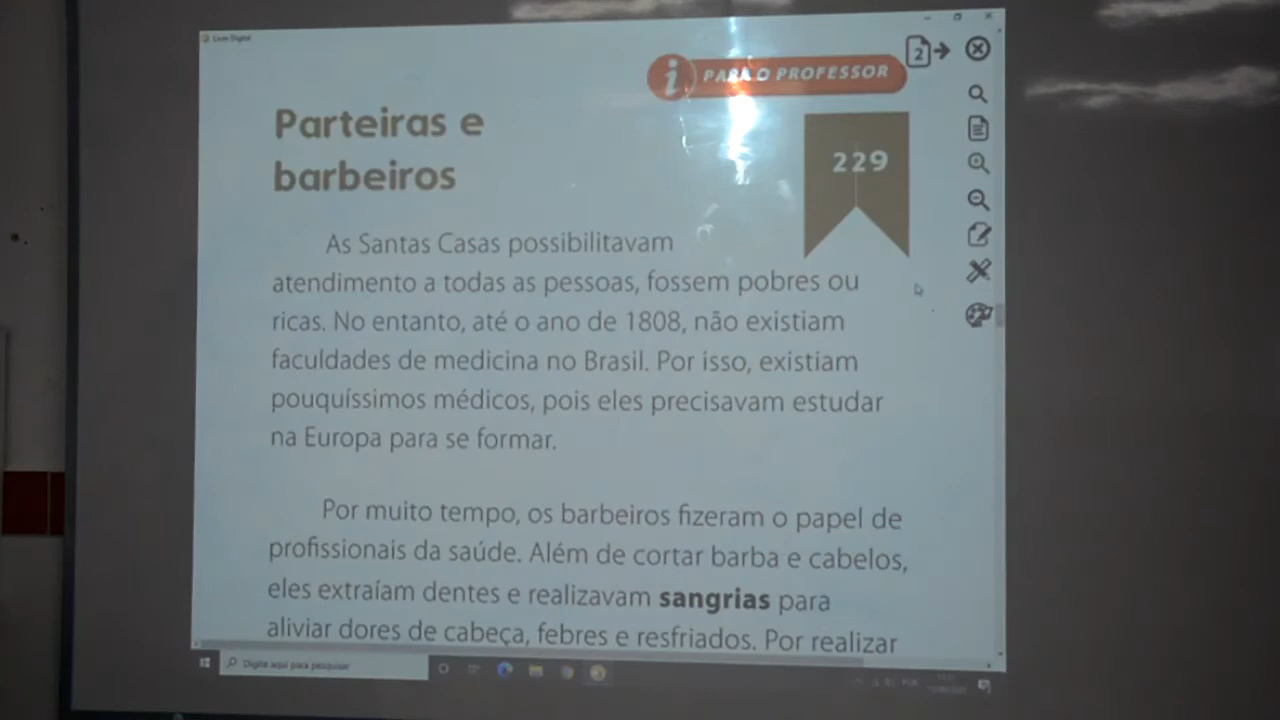 Livro Digital
i PARA O PROFESSOR
2
Parteiras e
barbeiros
229
As Santas Casas possibilitavam
atendimento a todas as pessoas, fossem pobres ou
ricas. No entanto, até o ano de 1808, não existiam
faculdades de medicina no Brasil. Por isso, existiam
pouquíssimos médicos, pois eles precisavam estudar
na Europa para se formar.
Por muito tempo, os barbeiros fizeram o papel de
profissionais da saúde. Além de cortar barba e cabelos,
eles extraíam dentes e realizavam sangrias para
aliviar dores de cabeça, febres e resfriados. Por realizar
Digite aqui para pesquisar